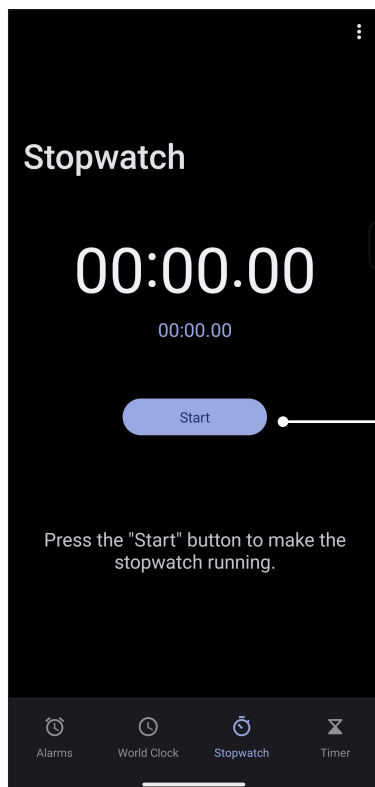 Stopwatch
00:00.00
00:00.00
Start
Press the "Start" button to make the
stopwatch running.
Alarms
World Clock
Stopwatch
Timer